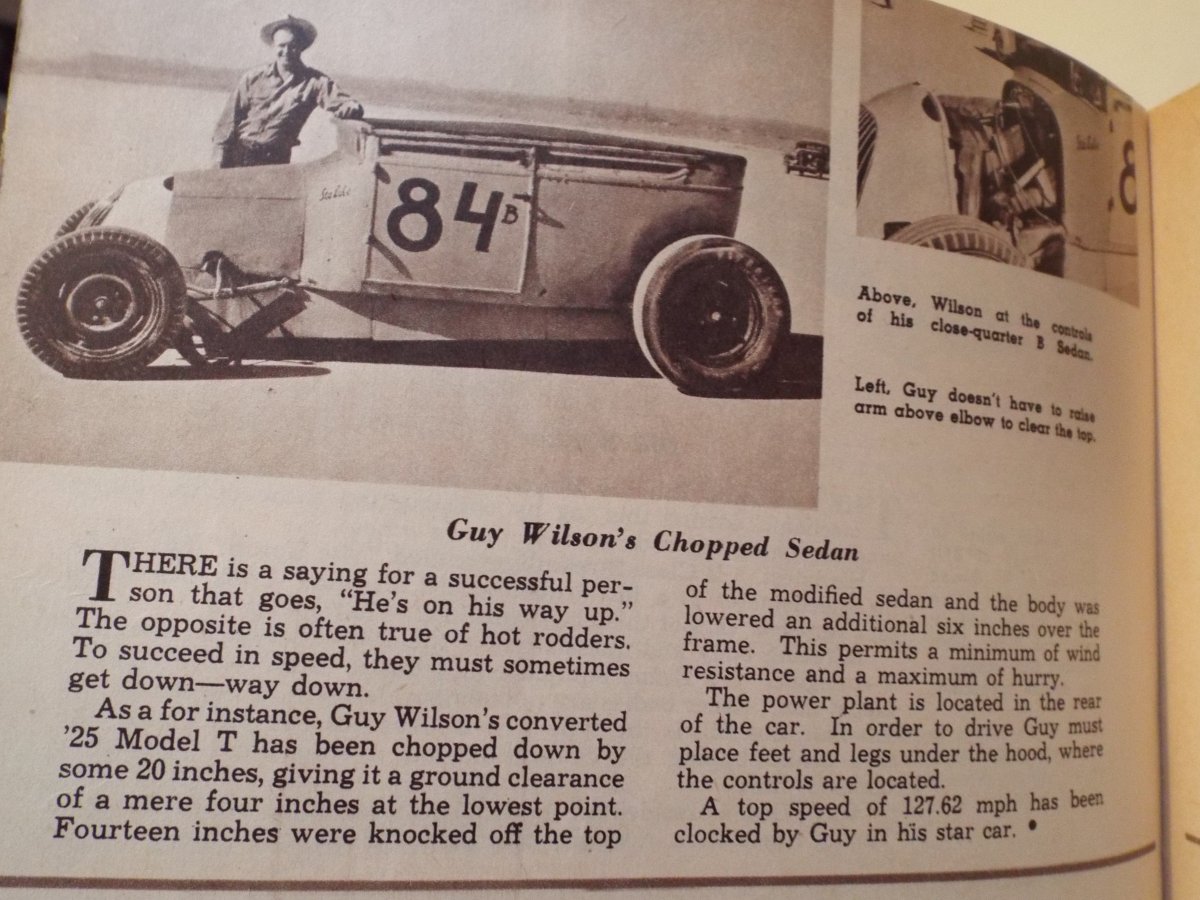 84 B
8
Above, Wilson at the controls
of his close-quarter B Sedan.
Left, Guy doesn't have to raise
arm above elbow to clear the top.
Guy Wilson's Chopped Sedan
THERE is a saying for a successful per-
son that goes, "He's on his way up."
The opposite is often true of hot rodders.
To succeed in speed, they must sometimes
get down—way down.
As a for instance, Guy Wilson's converted
'25 Model T has been chopped down by
some 20 inches, giving it a ground clearance
of a mere four inches at the lowest point.
Fourteen inches were knocked off the top
of the modified sedan and the body was
lowered an additional six inches over the
frame. This permits a minimum of wind
resistance and a maximum of hurry.
The power plant is located in the rear
of the car. In order to drive Guy must
place feet and legs under the hood, where
the controls are located.
A top speed of 127.62 mph has been
clocked by Guy in his star car. •